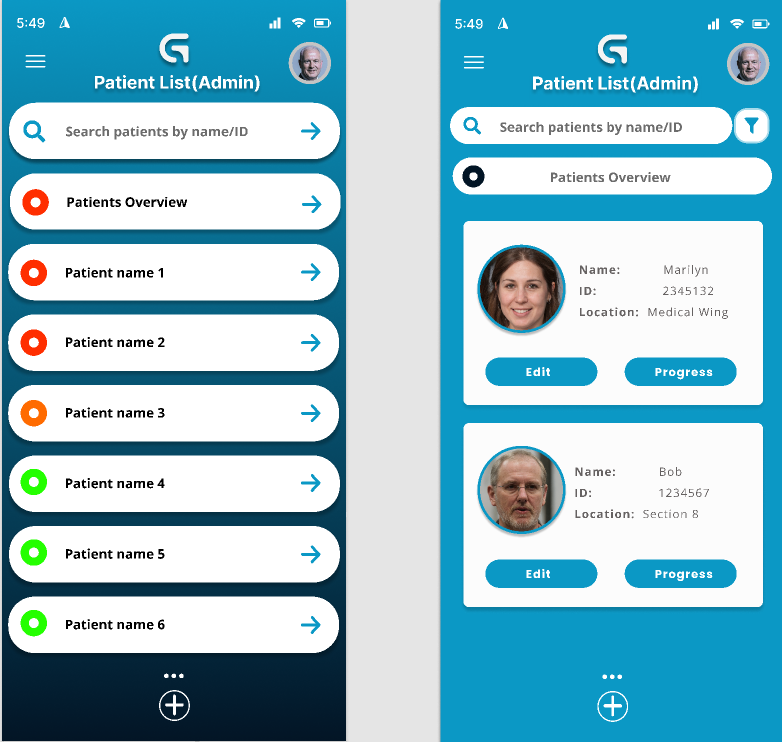 5:49
Patient List(Admin)
Search patients by name/ID
Patients Overview
Patient name 1
Patient name 2
Patient name 3
Patient name 4
Patient name 5
Patient name 6
5:49
Patient List(Admin)
Search patients by name/ID
Patients Overview
Name: Marilyn
ID: 2345132
Location: Medical Wing
Edit Progress
Name: Bob
ID: 1234567
Location: Section 8
Edit Progress